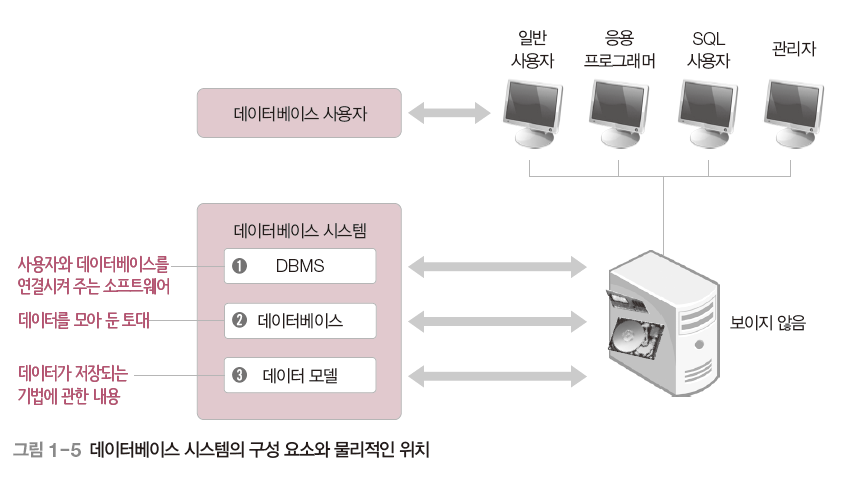 일반
사용자
응용
프로그래머
SQL
사용자
관리자
데이터베이스 사용자
데이터베이스 시스템
사용자와 데이터베이스를
연결시켜 주는 소프트웨어
❶ DBMS
데이터를 모아 둔 토대
❷ 데이터베이스
보이지 않음
데이터가 저장되는
기법에 관한 내용
❸ 데이터 모델
그림 1-5 데이터베이스 시스템의 구성 요소와 물리적인 위치